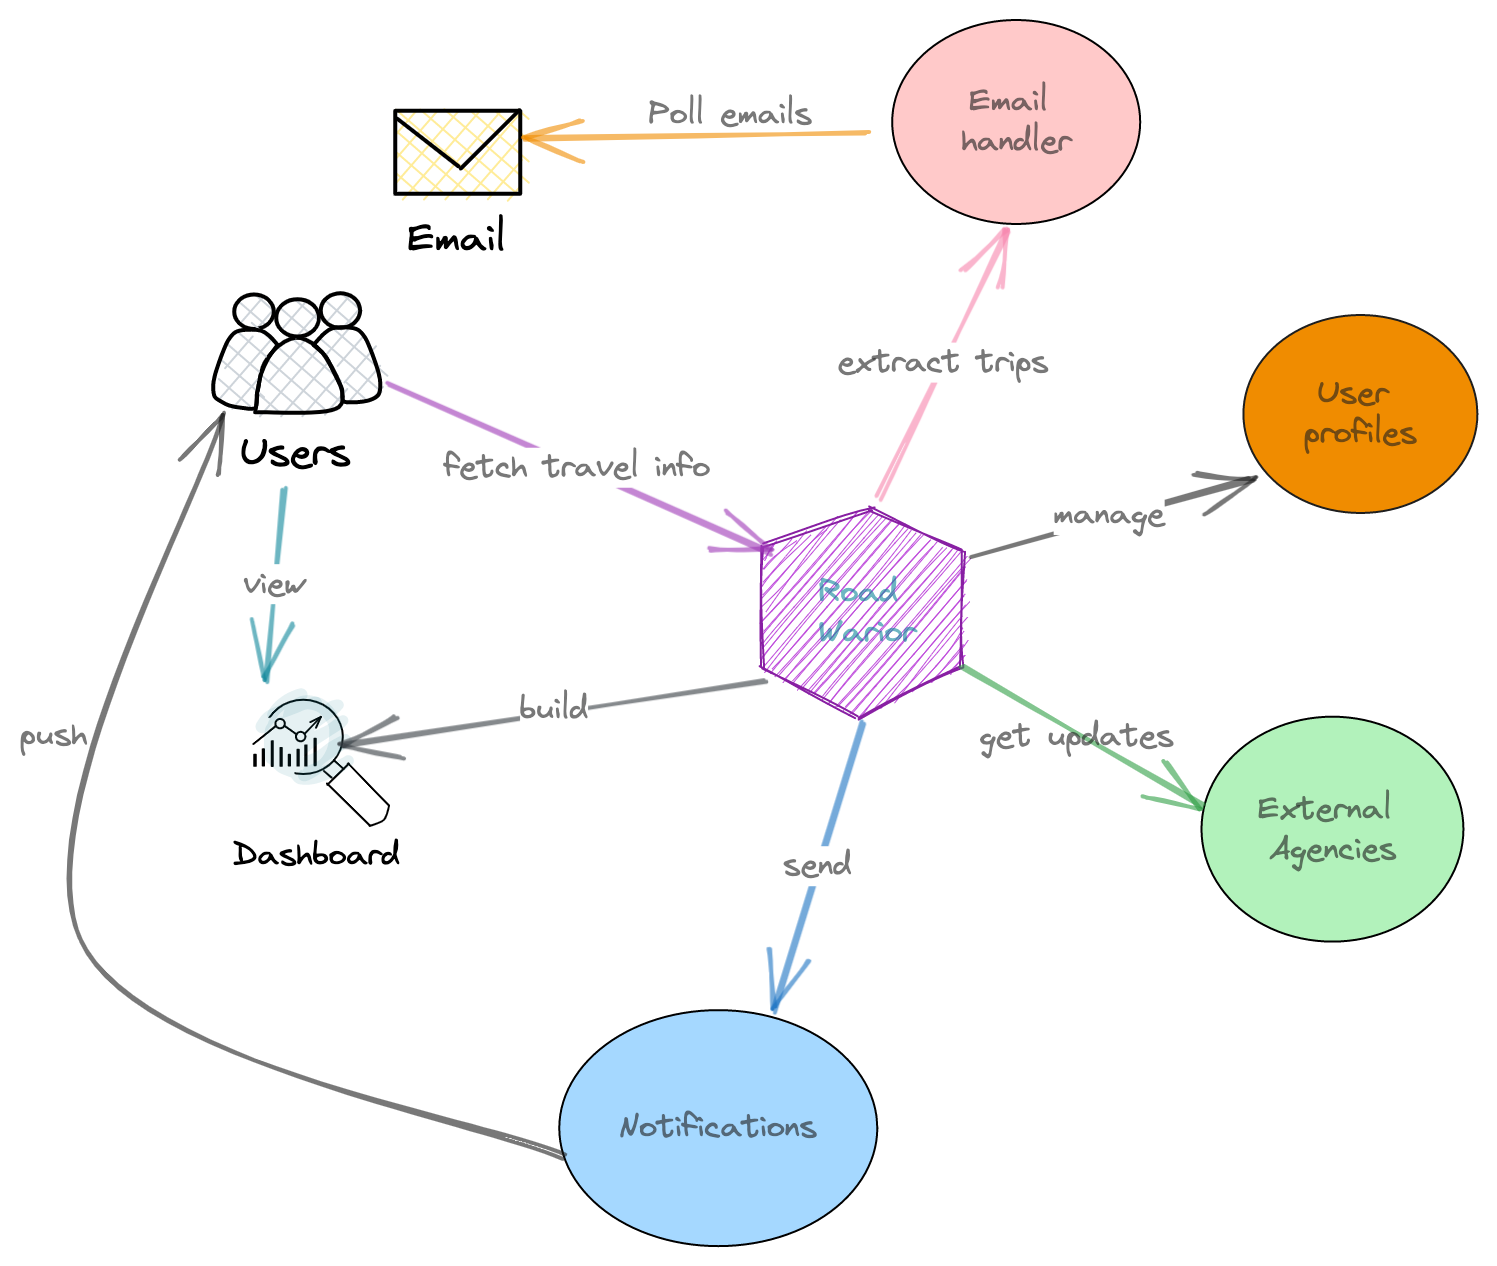 Poll emails
Email
handler
Email
extract trips
User
profiles
Users
fetch travel info
manage
view
Road
Warior
build
push
get updates
External
Agencies
Dashboard
send
Notifications